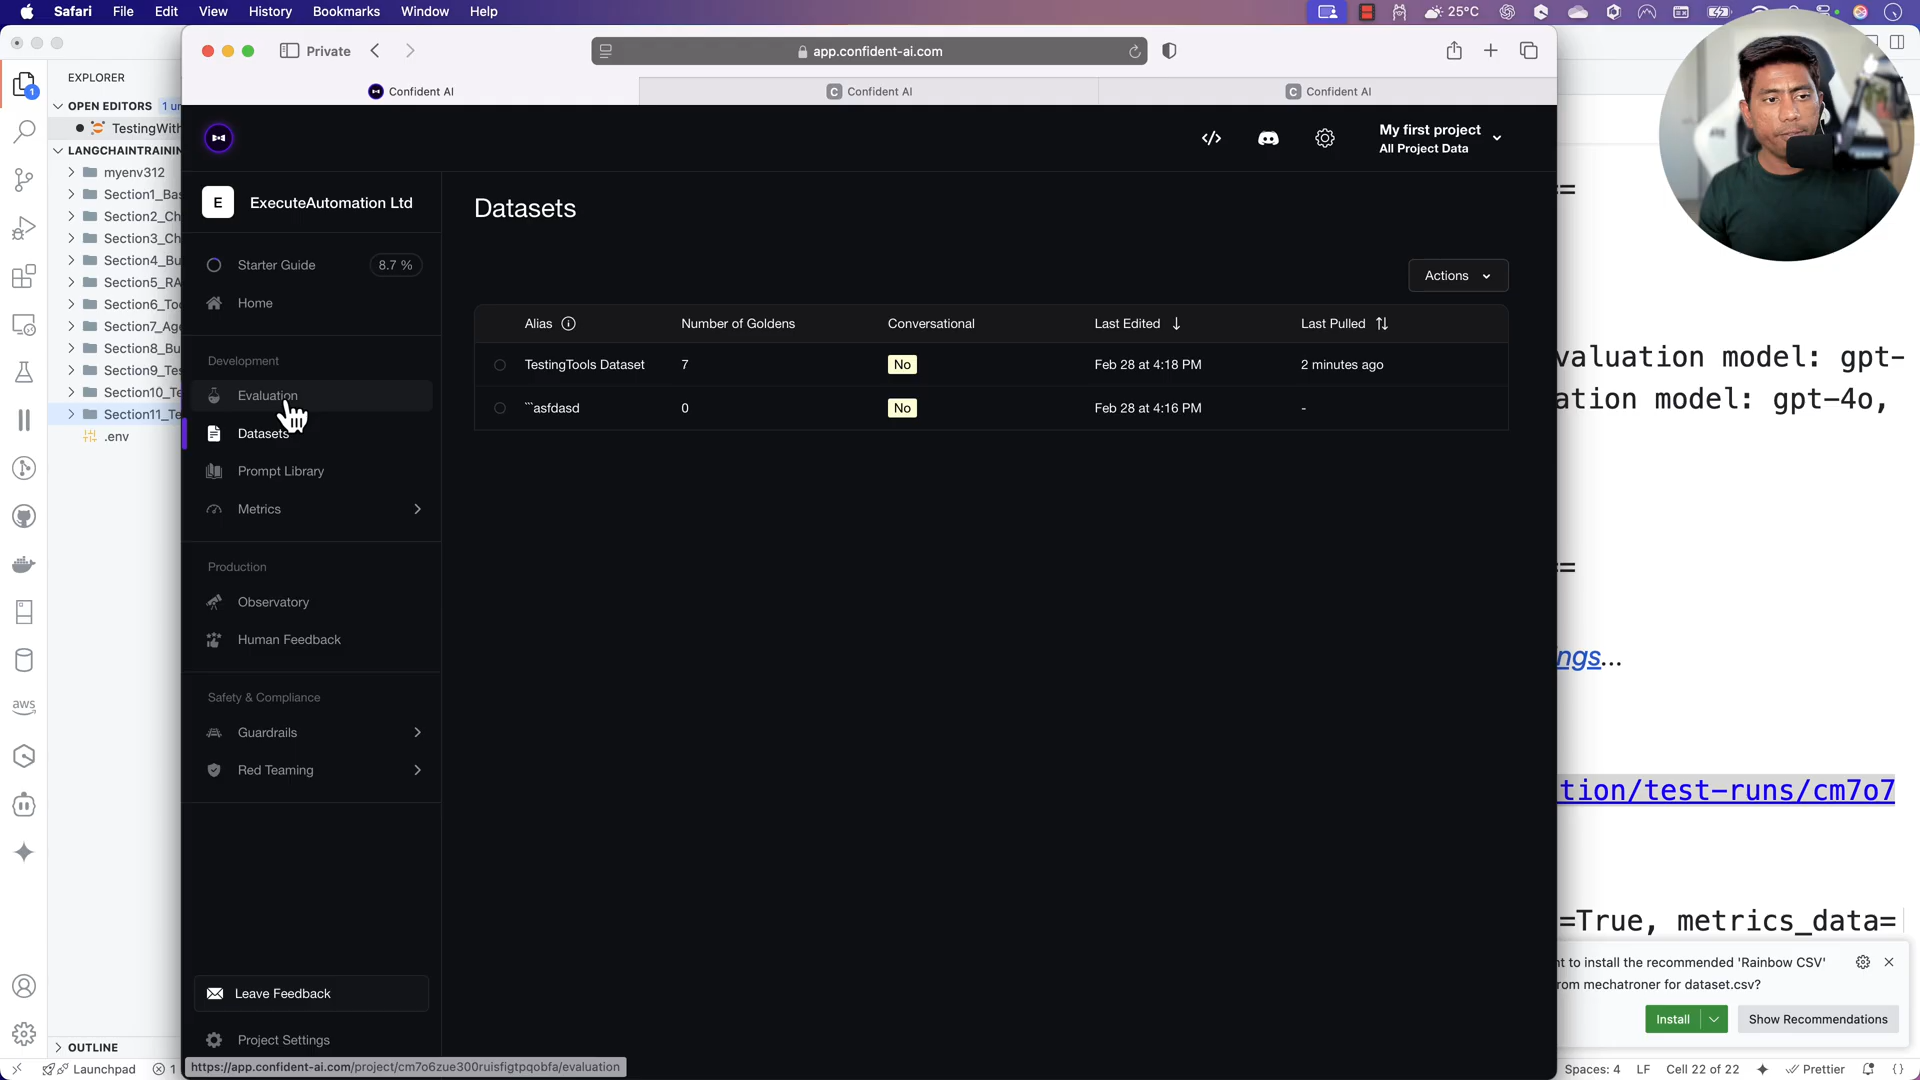 Safari File Edit View History Bookmarks Window Help 25°C
Private app.confident-ai.com
Confident AI Confident AI Confident AI
EXPLORER
OPEN EDITORS 1
TestingWith
LANGCHAINTRAININ
myenv312
Section1_Ba
Section2_Ch
Section3_Ch
Section4_Bu
Section5_RA
Section6_Too
Section7_Age
Section8_Bu
Section9_Tes
Section10_Te
Section11_Te
.env
OUTLINE
Launchpad 1
aws
My first project
All Project Data
E ExecuteAutomation Ltd
Starter Guide 8.7 %
Home
Development
Evaluation
Datasets
Prompt Library
Metrics
Production
Observatory
Human Feedback
Safety & Compliance
Guardrails
Red Teaming
Leave Feedback
Project Settings
https://app.confident-ai.com/project/cm7o6zue300ruisfigtpqobfa/evaluation
Datasets
Actions
Alias Number of Goldens Conversational Last Edited Last Pulled
TestingTools Dataset 7 No Feb 28 at 4:18 PM 2 minutes ago
```asfdasd 0 No Feb 28 at 4:16 PM -
==
valuation model: gpt-
ation model: gpt-4o,
==
ngs...
tion/test-runs/cm7o7
=True, metrics_data=
nt to install the recommended 'Rainbow CSV'
rom mechatroner for dataset.csv?
Install Show Recommendations
Spaces: 4 LF Cell 22 of 22 Prettier